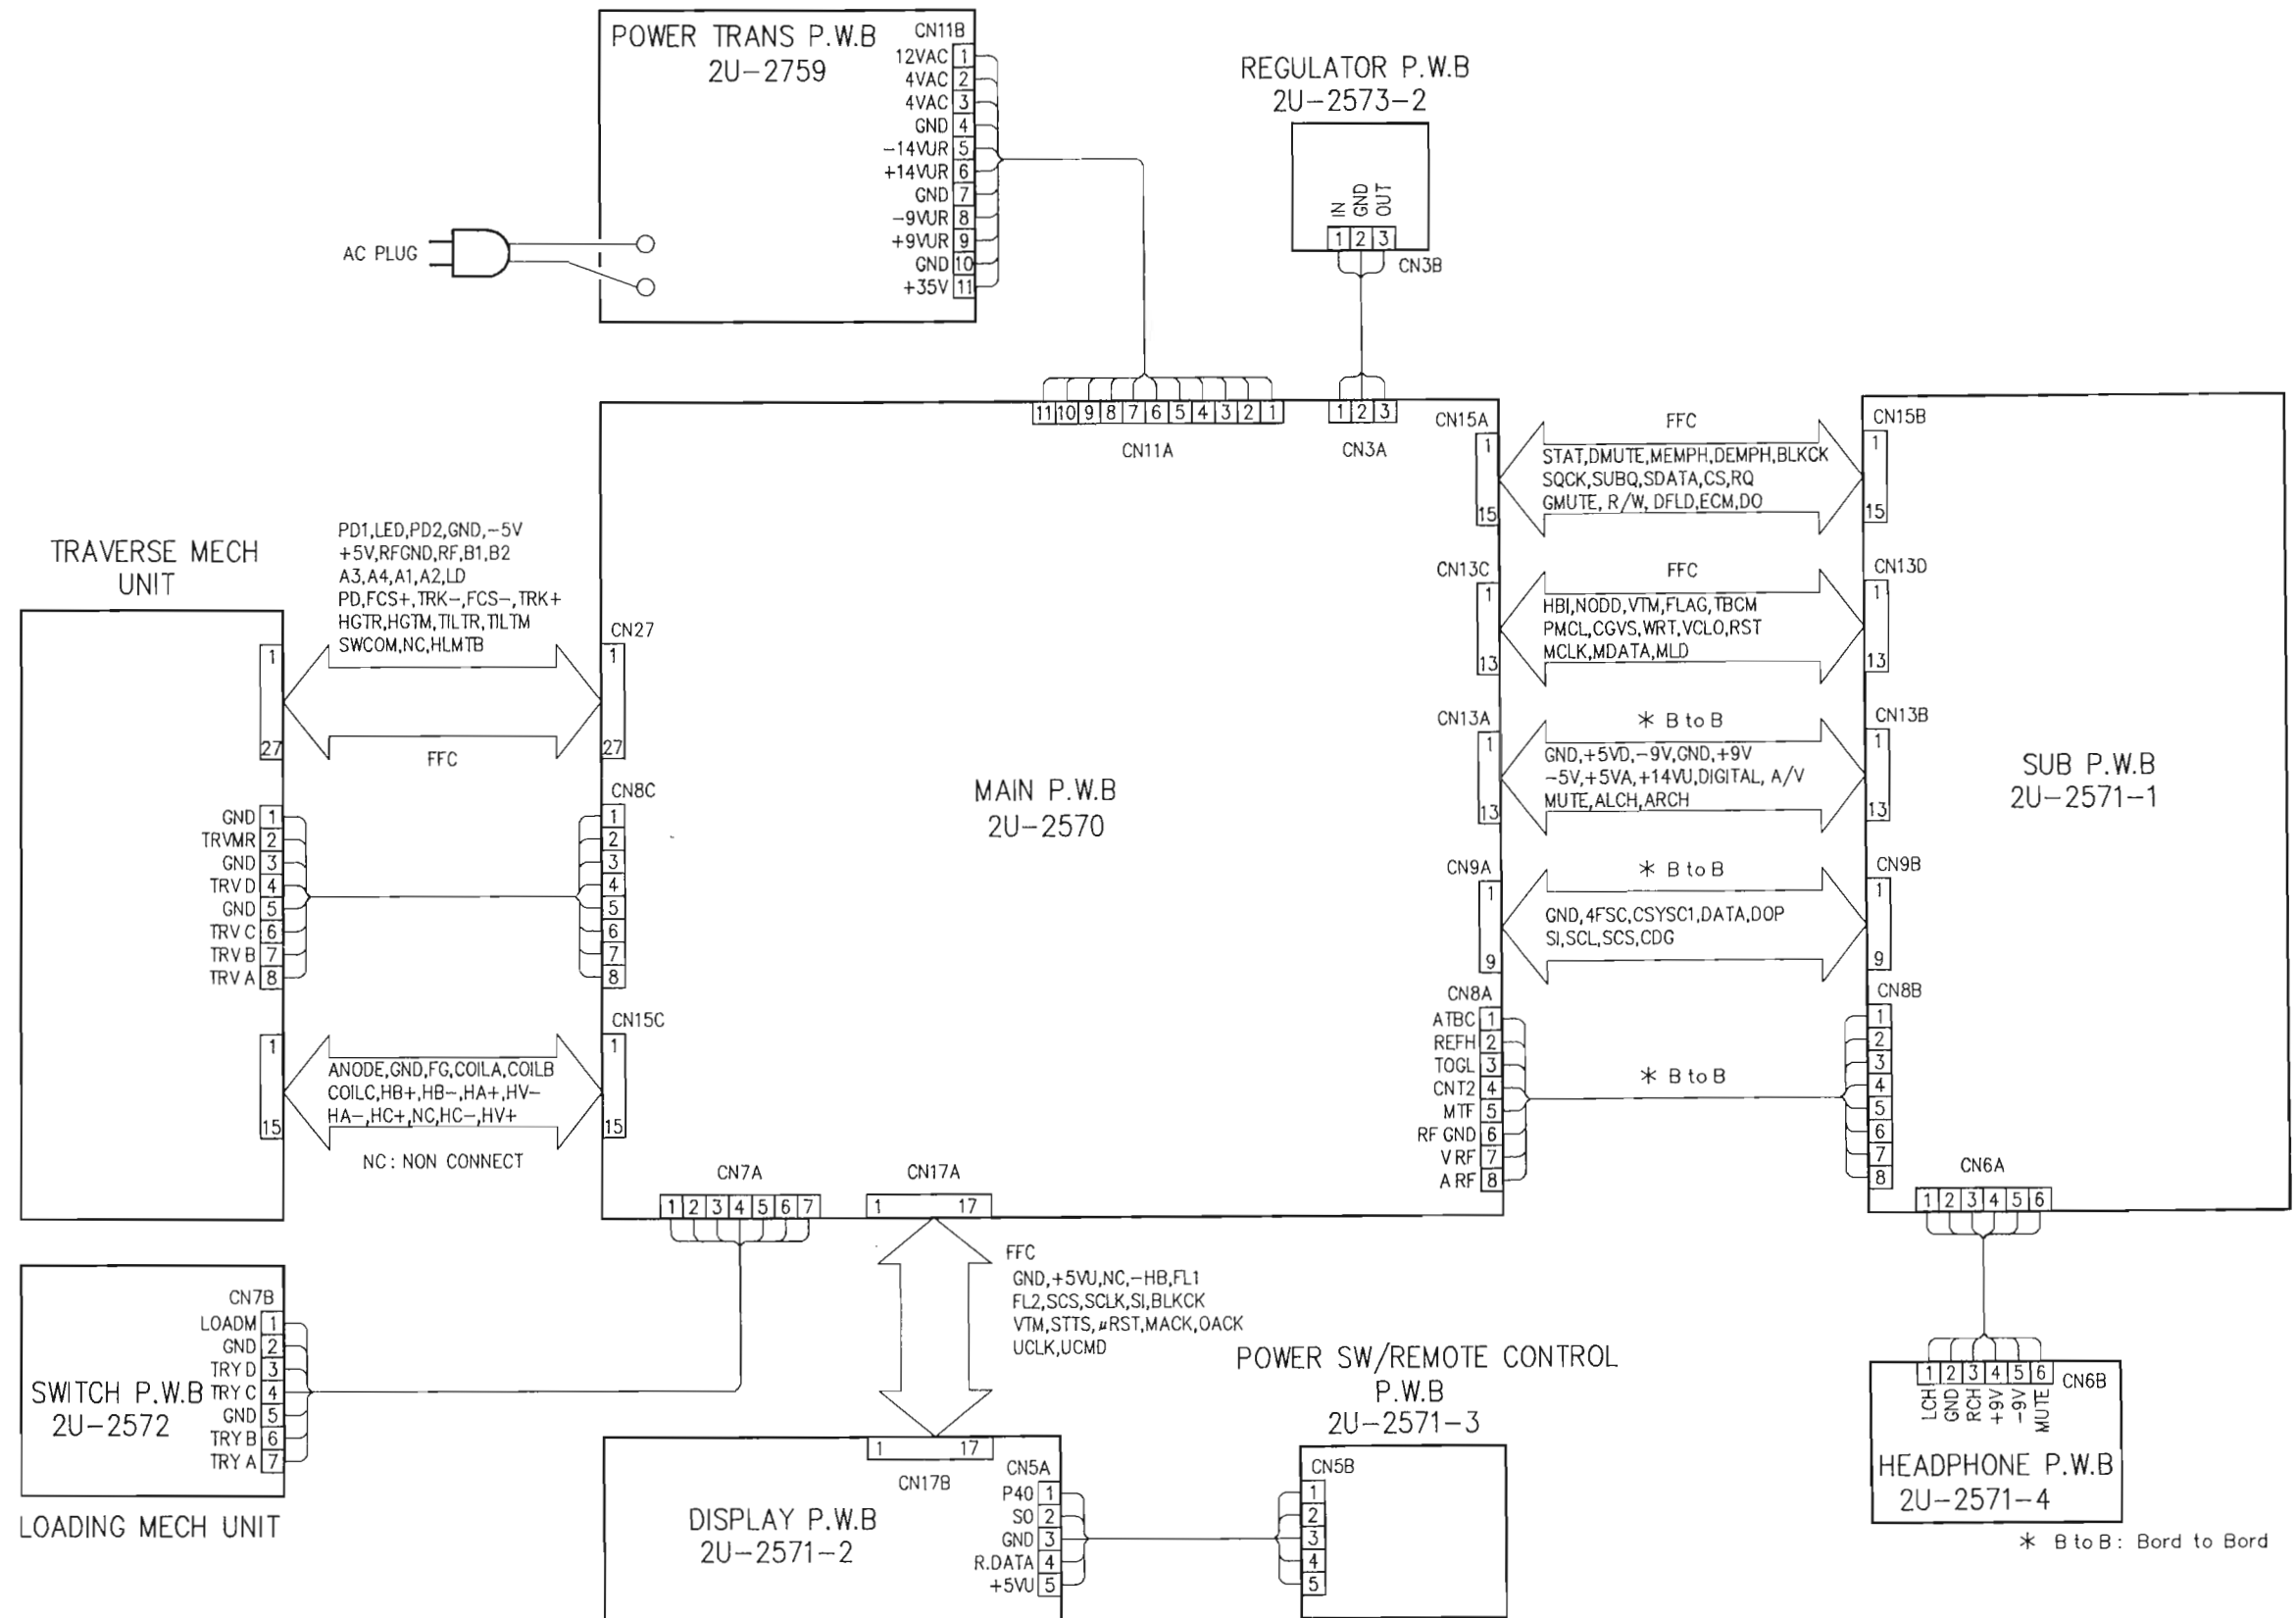 POWER TRANS P.W.B
2U-2759
CN11B
12VAC 1
4VAC 2
4VAC 3
GND 4
-14VUR 5
+14VUR 6
GND 7
-9VUR 8
+9VUR 9
GND 10
+35V 11
AC PLUG
REGULATOR P.W.B
2U-2573-2
IN
GND
OUT
1 2 3
CN3B
11 10 9 8 7 6 5 4 3 2 1
CN11A
1 2 3
CN3A
MAIN P.W.B
2U-2570
TRAVERSE MECH
UNIT
PD1,LED,PD2,GND,-5V
+5V,RFGND,RF,B1,B2
A3,A4,A1,A2,LD
PD,FCS+,TRK-,FCS-,TRK+
HGTR,HGTM,TILTR,TILTM
SWCOM,NC,HLMTB
FFC
1
27
CN27
1
27
GND 1
TRVMR 2
GND 3
TRV D 4
GND 5
TRV C 6
TRV B 7
TRV A 8
CN8C
1
2
3
4
5
6
7
8
1
15
ANODE,GND,FG,COILA,COILB
COILC,HB+,HB-,HA+,HV-
HA-,HC+,NC,HC-,HV+
NC: NON CONNECT
CN15C
1
15
CN15A
1
15
FFC
STAT,DMUTE,MEMPH,DEMPH,BLKCK
SQCK,SUBQ,SDATA,CS,RQ
GMUTE, R/W, DFLD,ECM,DO
CN15B
1
15
CN13C
1
13
FFC
HBI,NODD,VTM,FLAG,TBCM
PMCL,CGVS,WRT,VCLO,RST
MCLK,MDATA,MLD
CN13D
1
13
CN13A
1
13
* B to B
GND,+5VD,-9V,GND,+9V
-5V,+5VA,+14VU,DIGITAL, A/V
MUTE,ALCH,ARCH
CN13B
1
13
SUB P.W.B
2U-2571-1
CN9A
1
9
* B to B
GND,4FSC,CSYSC1,DATA,DOP
SI,SCL,SCS,CDG
CN9B
1
9
CN8A
ATBC 1
REFH 2
TOGL 3
CNT2 4
MTF 5
RF GND 6
V RF 7
A RF 8
* B to B
CN8B
1
2
3
4
5
6
7
8
CN6A
1 2 3 4 5 6
CN7A
1 2 3 4 5 6 7
CN17A
1 17
FFC
GND,+5VU,NC,-HB,FL1
FL2,SCS,SCLK,SI,BLKCK
VTM,STTS,μRST,MACK,OACK
UCLK,UCMD
CN7B
LOADM 1
GND 2
TRY D 3
TRY C 4
GND 5
TRY B 6
TRY A 7
SWITCH P.W.B
2U-2572
LOADING MECH UNIT
1 17
CN17B
CN5A
P40 1
SO 2
GND 3
R.DATA 4
+5VU 5
DISPLAY P.W.B
2U-2571-2
POWER SW/REMOTE CONTROL
P.W.B
2U-2571-3
CN5B
1
2
3
4
5
1 2 3 4 5 6
CN6B
LCH
GND
RCH
+9V
-9V
MUTE
HEADPHONE P.W.B
2U-2571-4
* B to B: Bord to Bord